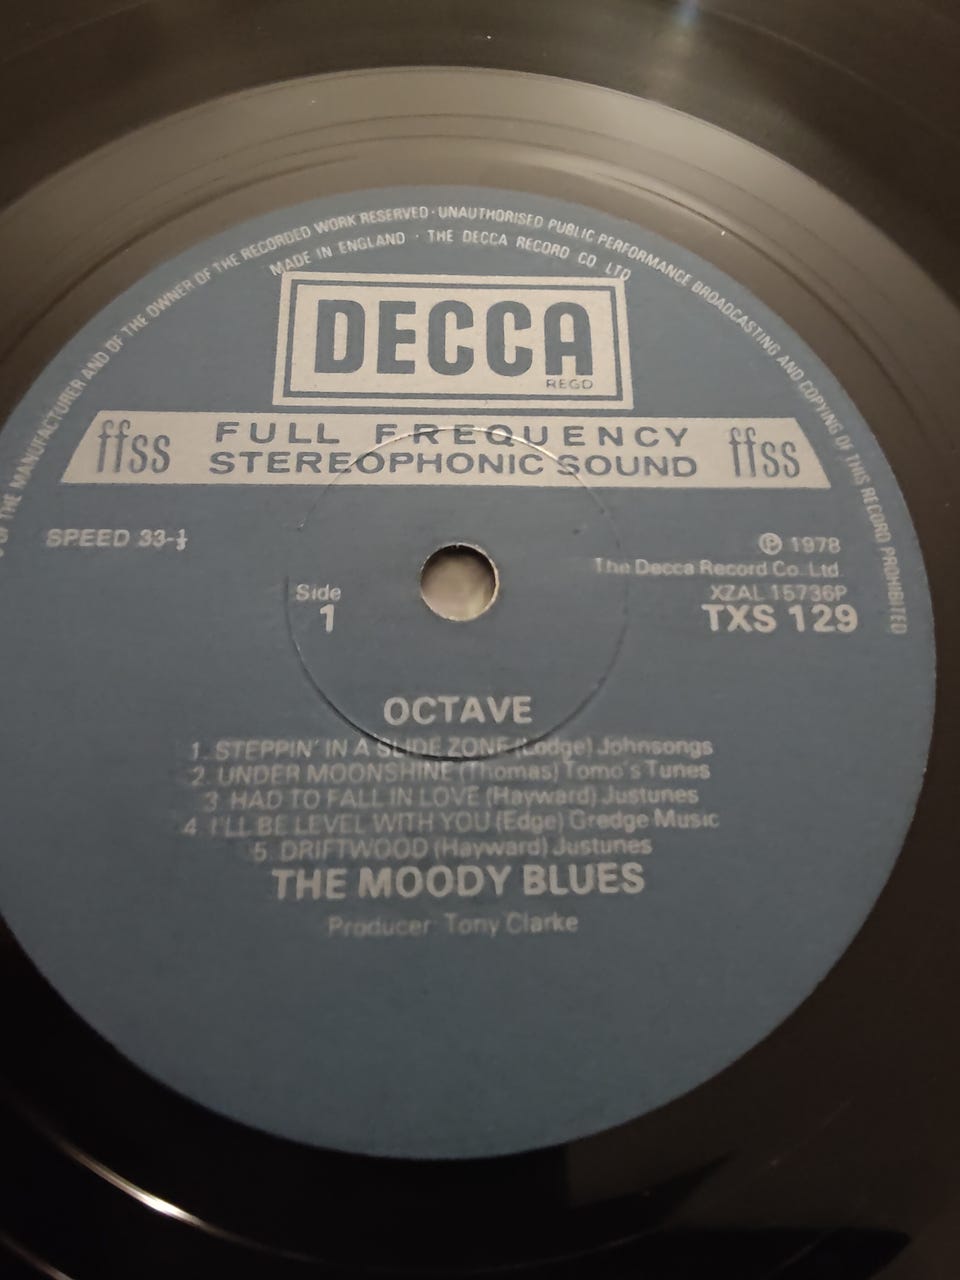 OF THE MANUFACTURER AND OF THE OWNER OF THE RECORDED WORK RESERVED · UNAUTHORISED PUBLIC PERFORMANCE BROADCASTING AND COPYING OF THIS RECORD PROHIBITED
MADE IN ENGLAND · THE DECCA RECORD CO. LTD
DECCA
REGD
ffss FULL FREQUENCY ffss
STEREOPHONIC SOUND
SPEED 33-⅓
Ⓟ 1978
The Decca Record Co. Ltd.
Side XZAL 15736P
1 TXS 129
OCTAVE
1. STEPPIN' IN A SLIDE ZONE (Lodge) Johnsongs
2. UNDER MOONSHINE (Thomas) Tomo's Tunes
3. HAD TO FALL IN LOVE (Hayward) Justunes
4. I'LL BE LEVEL WITH YOU (Edge) Gredge Music
5. DRIFTWOOD (Hayward) Justunes
THE MOODY BLUES
Producer: Tony Clarke